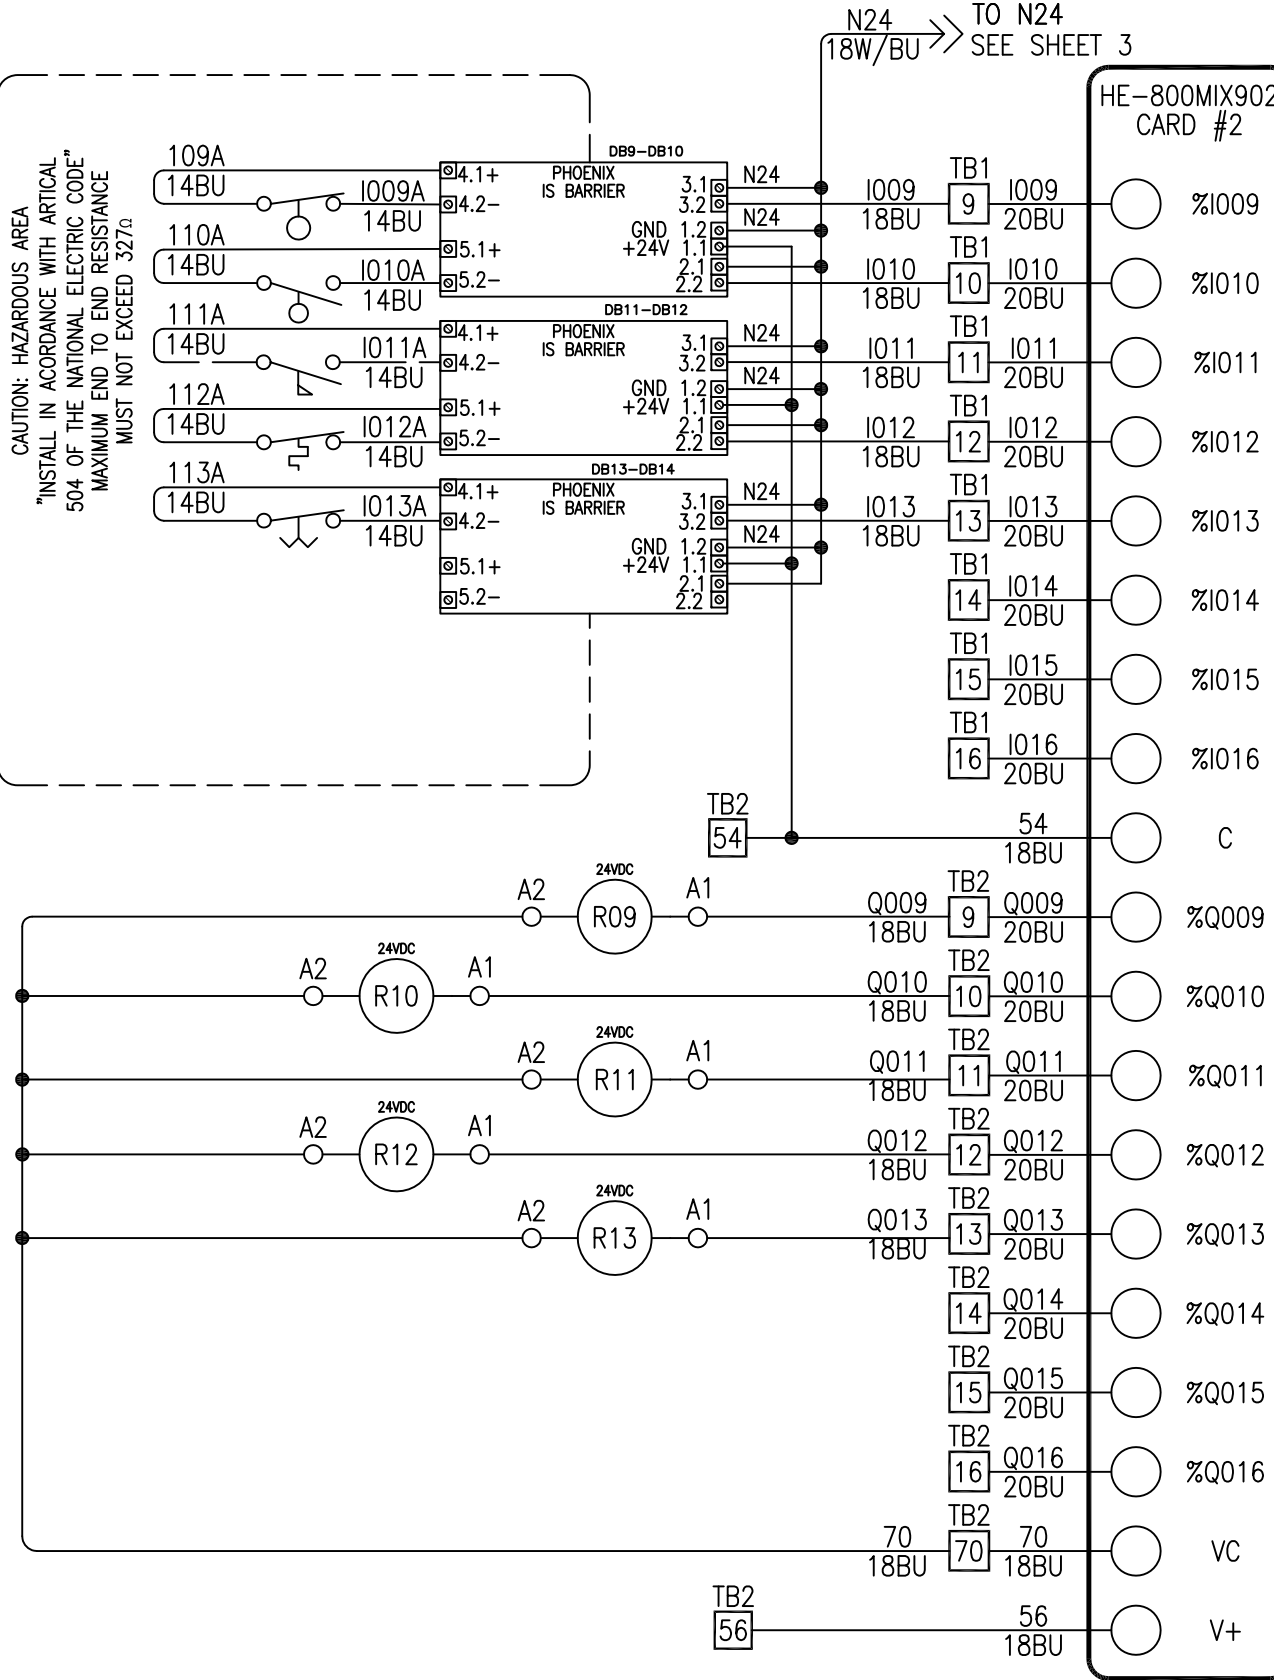 N24
18W/BU
TO N24
SEE SHEET 3
HE-800MIX902
CARD #2
CAUTION: HAZARDOUS AREA
"INSTALL IN ACORDANCE WITH ARTICAL
504 OF THE NATIONAL ELECTRIC CODE"
MAXIMUM END TO END RESISTANCE
MUST NOT EXCEED 327Ω
DB9-DB10
PHOENIX
IS BARRIER
109A
14BU
I009A
14BU
110A
14BU
I010A
14BU
4.1+
4.2-
5.1+
5.2-
3.1
3.2
GND 1.2
+24V 1.1
2.1
2.2
N24
N24
I009
18BU
TB1
9
I009
20BU
%I009
I010
18BU
TB1
10
I010
20BU
%I010
DB11-DB12
PHOENIX
IS BARRIER
111A
14BU
I011A
14BU
112A
14BU
I012A
14BU
4.1+
4.2-
5.1+
5.2-
3.1
3.2
GND 1.2
+24V 1.1
2.1
2.2
N24
N24
I011
18BU
TB1
11
I011
20BU
%I011
I012
18BU
TB1
12
I012
20BU
%I012
DB13-DB14
PHOENIX
IS BARRIER
113A
14BU
I013A
14BU
4.1+
4.2-
5.1+
5.2-
3.1
3.2
GND 1.2
+24V 1.1
2.1
2.2
N24
N24
I013
18BU
TB1
13
I013
20BU
%I013
TB1
14
I014
20BU
%I014
TB1
15
I015
20BU
%I015
TB1
16
I016
20BU
%I016
TB2
54
54
18BU
C
24VDC
A2
R09
A1
Q009
18BU
TB2
9
Q009
20BU
%Q009
24VDC
A2
R10
A1
Q010
18BU
TB2
10
Q010
20BU
%Q010
24VDC
A2
R11
A1
Q011
18BU
TB2
11
Q011
20BU
%Q011
24VDC
A2
R12
A1
Q012
18BU
TB2
12
Q012
20BU
%Q012
24VDC
A2
R13
A1
Q013
18BU
TB2
13
Q013
20BU
%Q013
TB2
14
Q014
20BU
%Q014
TB2
15
Q015
20BU
%Q015
TB2
16
Q016
20BU
%Q016
70
18BU
TB2
70
70
18BU
VC
TB2
56
56
18BU
V+